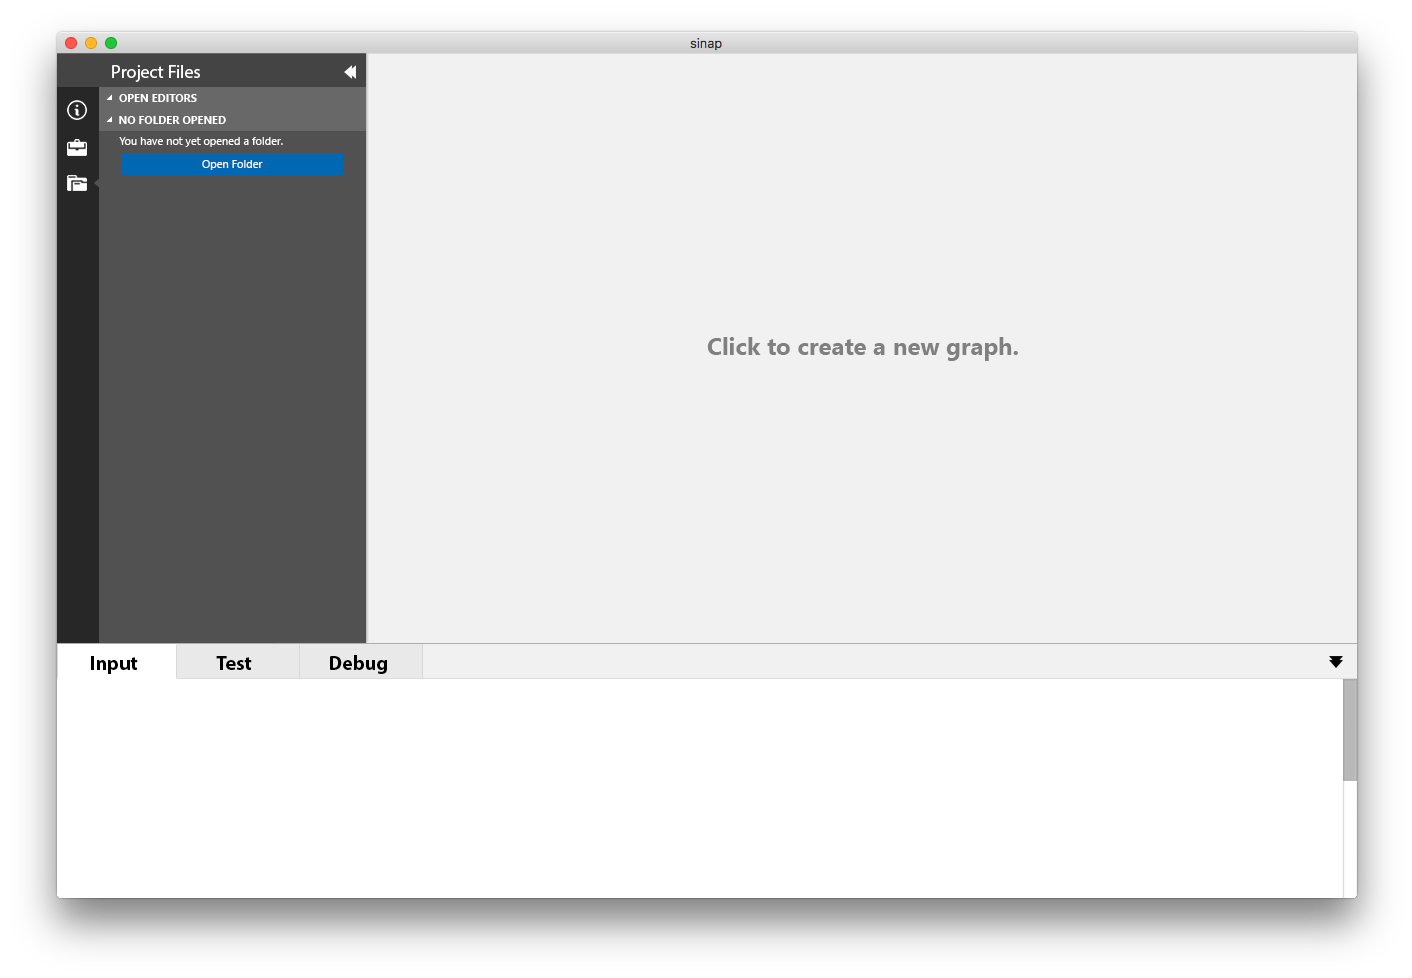 sinap
Project Files
OPEN EDITORS
NO FOLDER OPENED
You have not yet opened a folder.
Open Folder
Click to create a new graph.
Input
Test
Debug